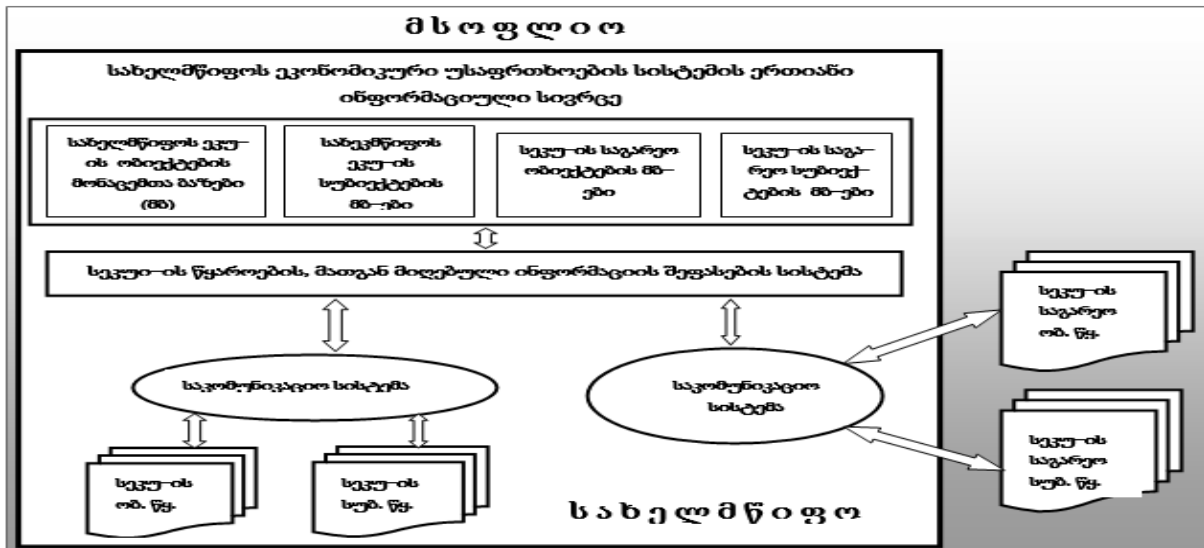 მსოფლიო
სახელმწიფოს ეკონომიკური უსაფრთხოების სისტემის ერთიანი
ინფორმაციული სივრცე
სახელმწიფოს ეკუ–
ის ობიექტების
მონაცემთა ბაზები
(მბ)
სახეკმწიფოს
ეკუ–ის
სუბიექტების
მბ–ები
სეკუ–ის საგარეო
ობიექტების მბ–
ები
სეკუ–ის საგა–
რეო სუბიექ–
ტების მბ–ები
სეკუი–ის წყაროების, მათგან მიღებული ინფორმაციის შეფასების სისტემა
საკომუნიკაციო სისტემა
საკომუნიკაციო
სისტემა
სეკუ–ის
საგარეო
ობ. წყ.
სეკუ–ის
საგარეო
სუბ. წყ.
სეკუ–ის
ობ. წყ.
სეკუ–ის
სუბ. წყ.
სახელმწიფო